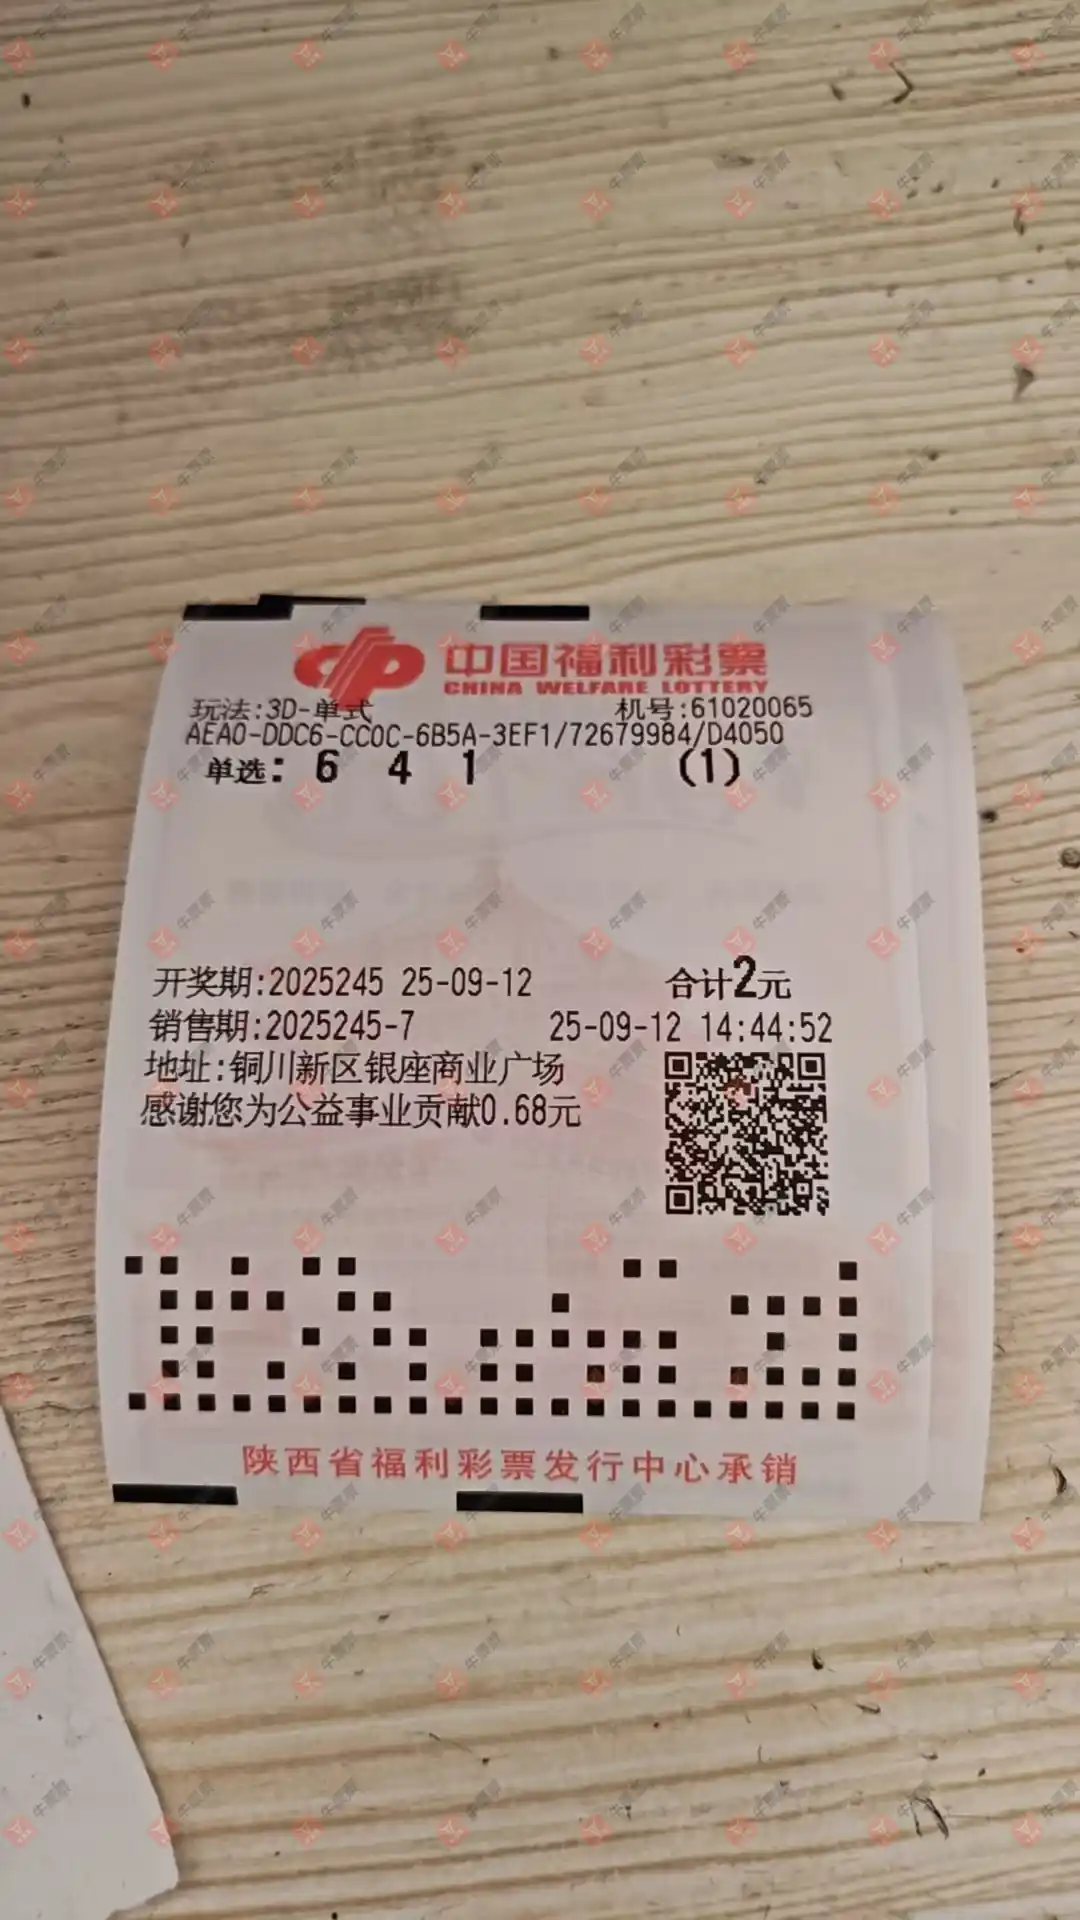 中国福利彩票
CHINA WELFARE LOTTERY
玩法:3D-单式 机号:61020065
AEA0-DDC6-CC0C-6B5A-3EF1/72679984/D4050
单选: 6 4 1 (1)
开奖期:2025245 25-09-12 合计2元
销售期:2025245-7 25-09-12 14:44:52
地址:铜川新区银座商业广场
感谢您为公益事业贡献0.68元
陕西省福利彩票发行中心承销
牛票票